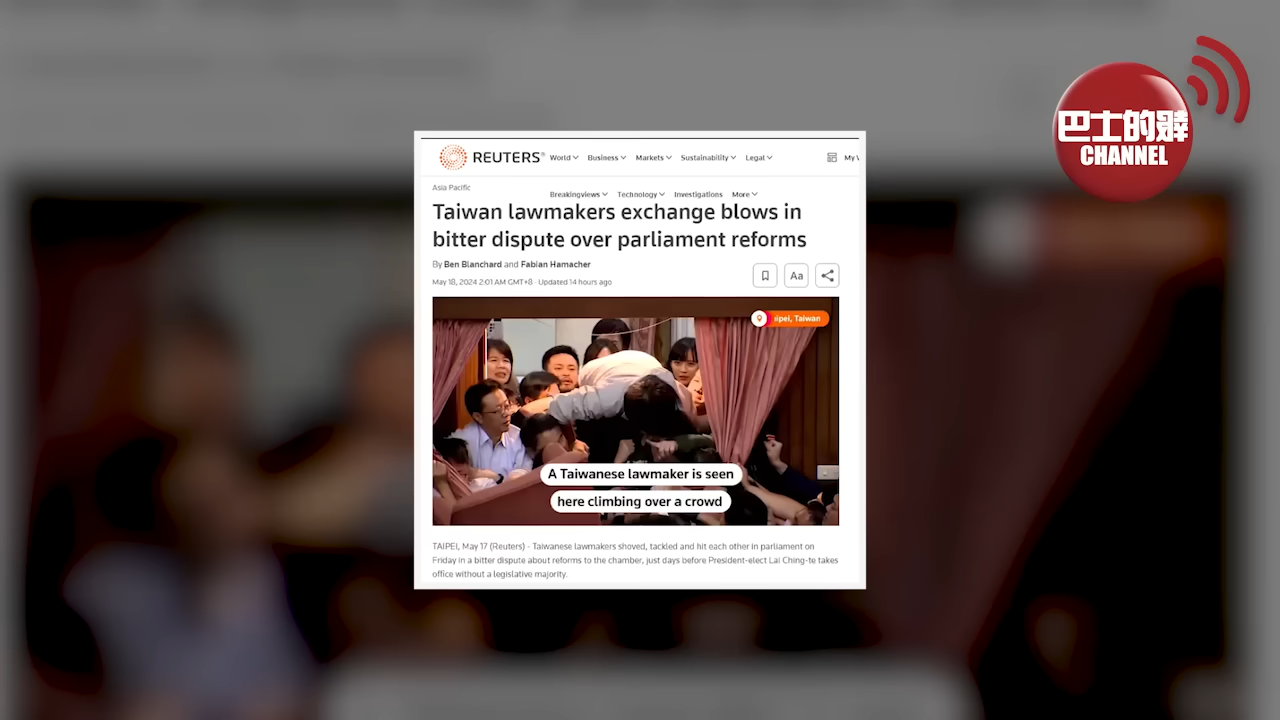 巴士的報
CHANNEL
REUTERS®
World
Business
Markets
Sustainability
Legal
My
Asia Pacific
Breakingviews
Technology
Investigations
More
Taiwan lawmakers exchange blows in
bitter dispute over parliament reforms
By Ben Blanchard and Fabian Hamacher
May 18, 2024 2:01 AM GMT+8 · Updated 14 hours ago
Aa
ipei, Taiwan
A Taiwanese lawmaker is seen
here climbing over a crowd
TAIPEI, May 17 (Reuters) - Taiwanese lawmakers shoved, tackled and hit each other in parliament on
Friday in a bitter dispute about reforms to the chamber, just days before President-elect Lai Ching-te takes
office without a legislative majority.